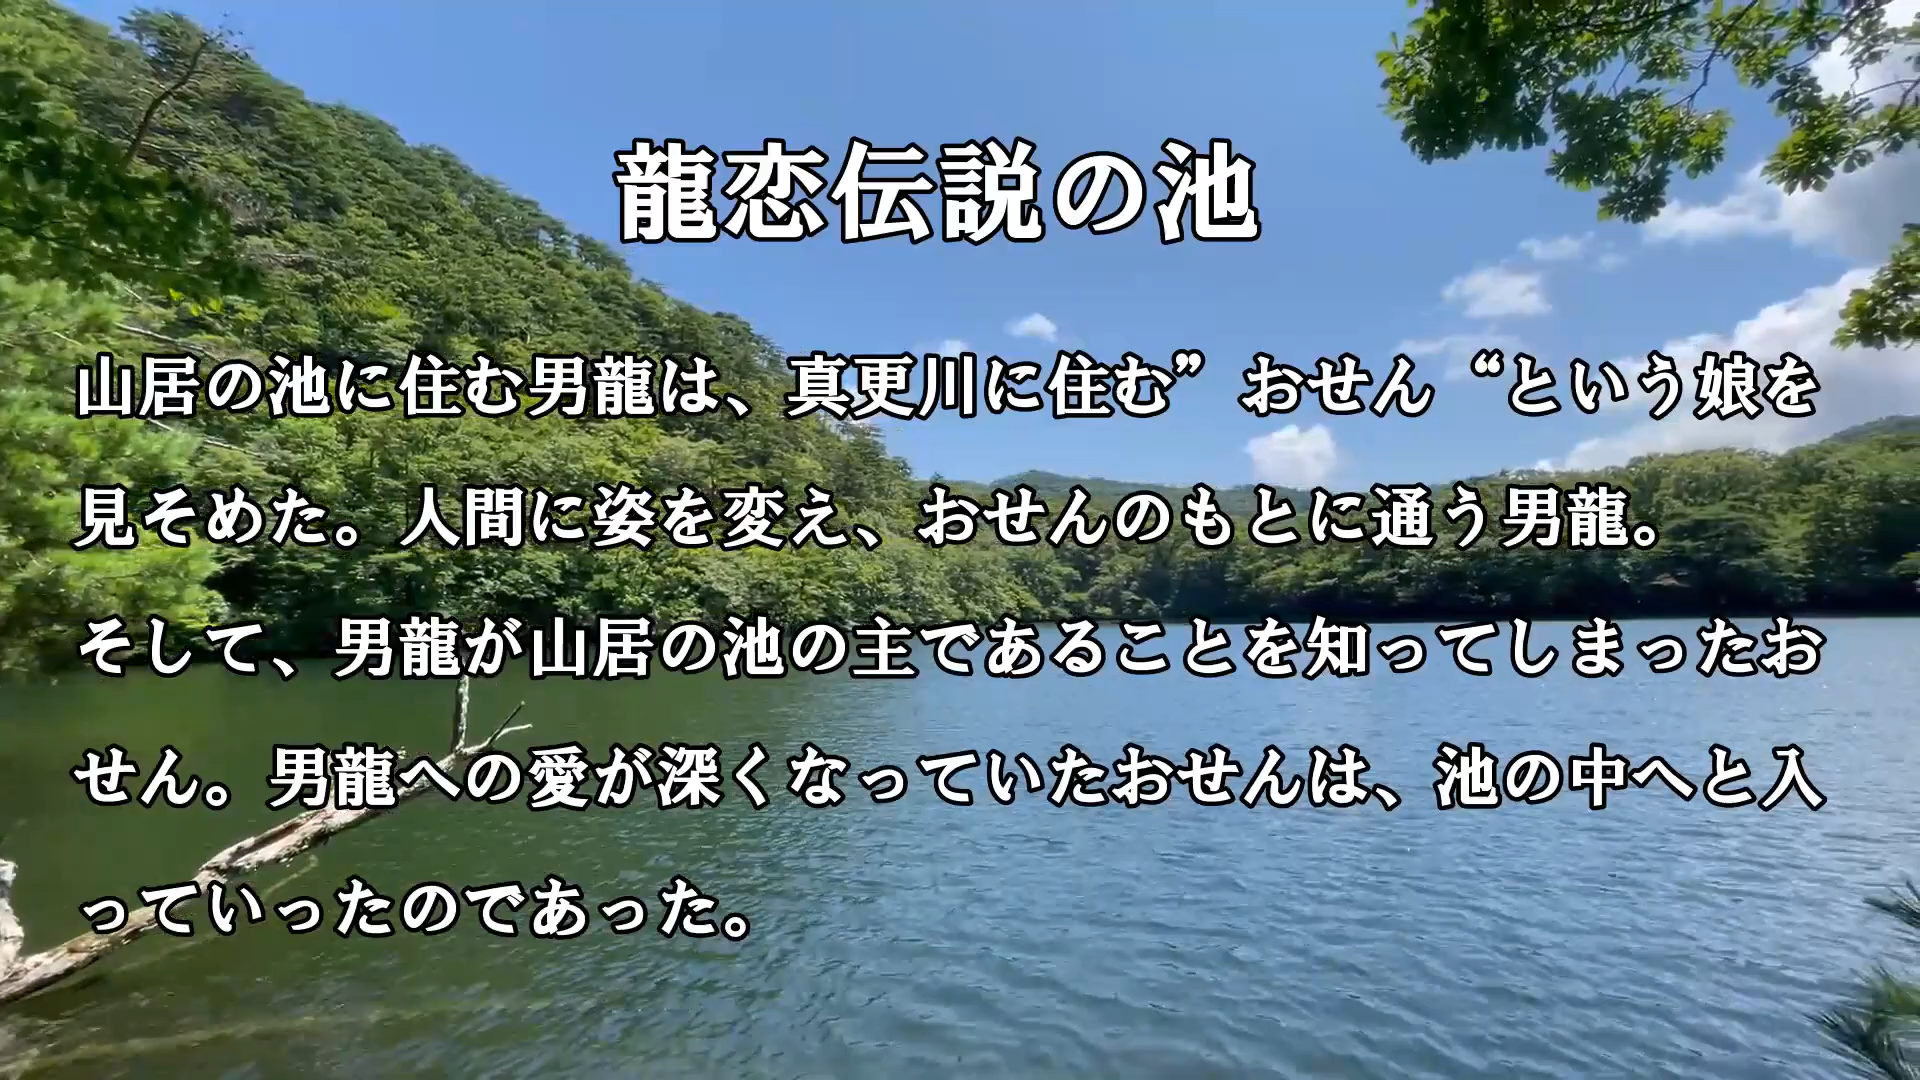 龍恋伝説の池
山居の池に住む男龍は、真更川に住む”おせん“という娘を
見そめた。人間に姿を変え、おせんのもとに通う男龍。
そして、男龍が山居の池の主であることを知ってしまったお
せん。男龍への愛が深くなっていたおせんは、池の中へと入
っていったのであった。